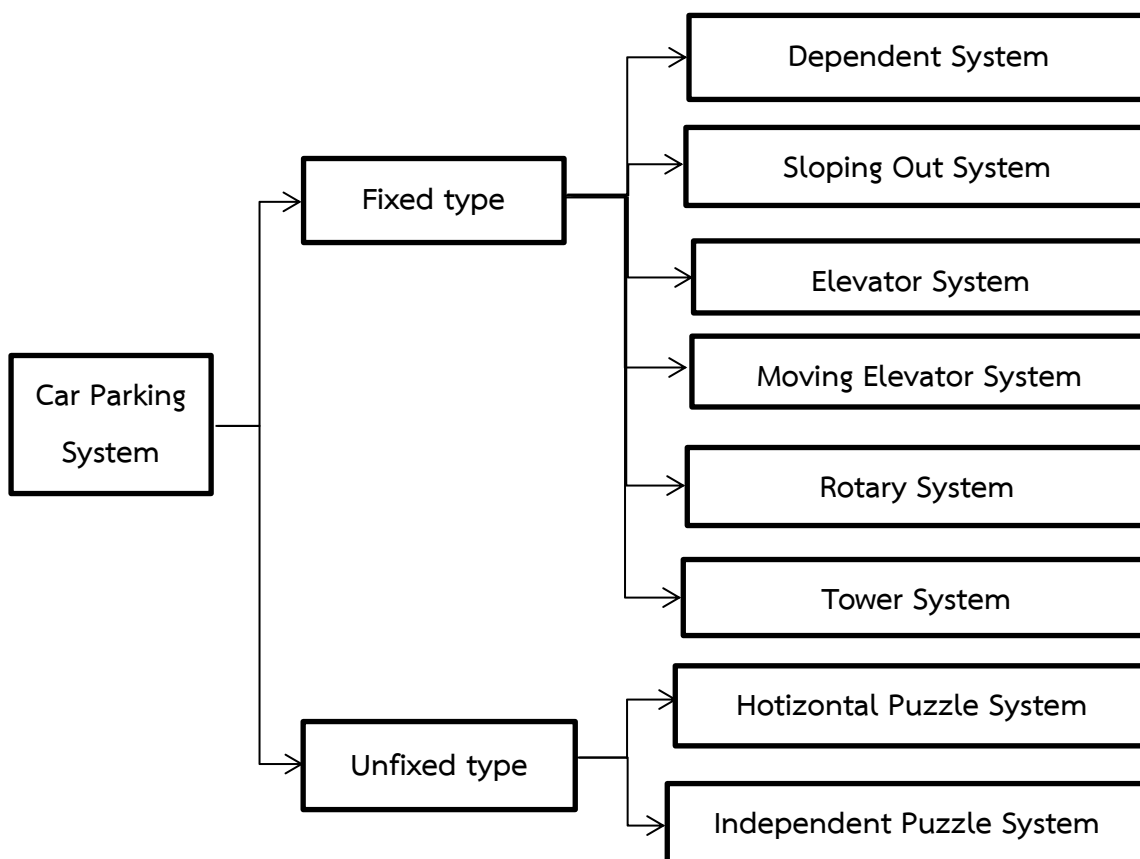 Car Parking
System
Fixed type
Dependent System
Sloping Out System
Elevator System
Moving Elevator System
Rotary System
Tower System
Unfixed type
Hotizontal Puzzle System
Independent Puzzle System